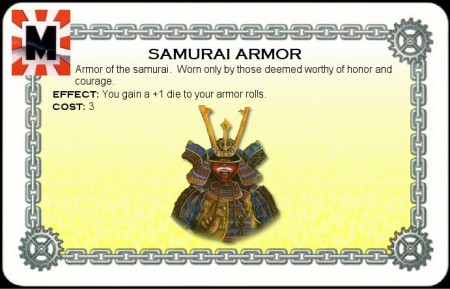 M
SAMURAI ARMOR
Armor of the samurai. Worn only by those deemed worthy of honor and
courage.
EFFECT: You gain a +1 die to your armor rolls.
COST: 3